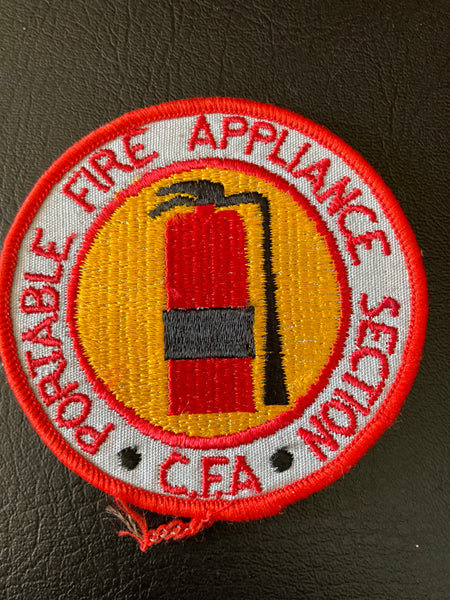 PORTABLE FIRE APPLIANCE SECTION
• C.F.A •